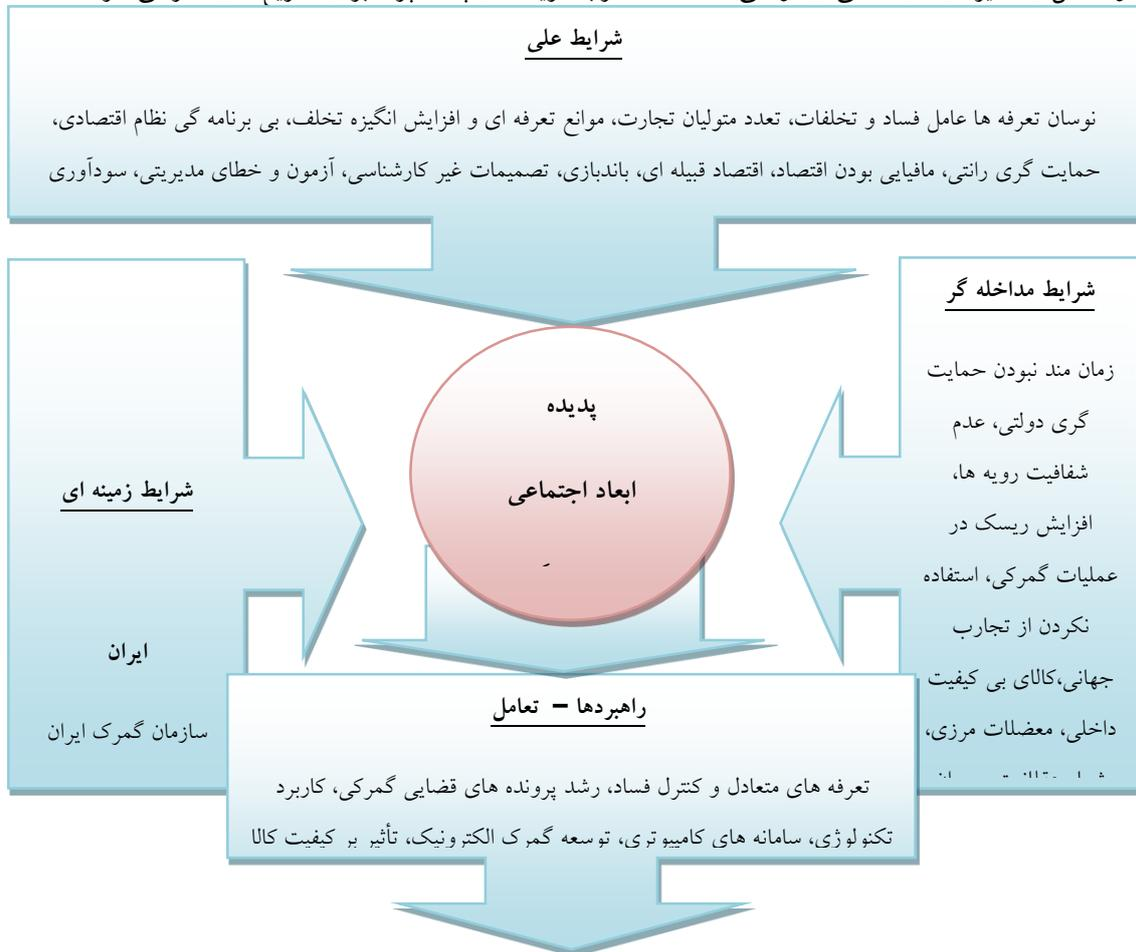 شرایط علی
نوسان تعرفه ها عامل فساد و تخلفات، تعدد متولیان تجارت، موانع تعرفه ای و افزایش انگیزه تخلف، بی برنامه گی نظام اقتصادی،
حمایت گری رانتی، مافیایی بودن اقتصاد، اقتصاد قبیله ای، باندبازی، تصمیمات غیر کارشناسی، آزمون و خطای مدیریتی، سودآوری
شرایط مداخله گر
زمان مند نبودن حمایت
گری دولتی، عدم
شفافیت رویه ها،
افزایش ریسک در
عملیات گمرکی، استفاده
نکردن از تجارب
جهانی،کالای بی کیفیت
داخلی، معضلات مرزی،
پدیده
ابعاد اجتماعی
شرایط زمینه ای
ایران
سازمان گمرک ایران
راهبردها – تعامل
تعرفه های متعادل و کنترل فساد، رشد پرونده های قضایی گمرکی، کاربرد
تکنولوژی، سامانه های کامپیوتری، توسعه گمرک الکترونیک، تأثیر بر کیفیت کالا